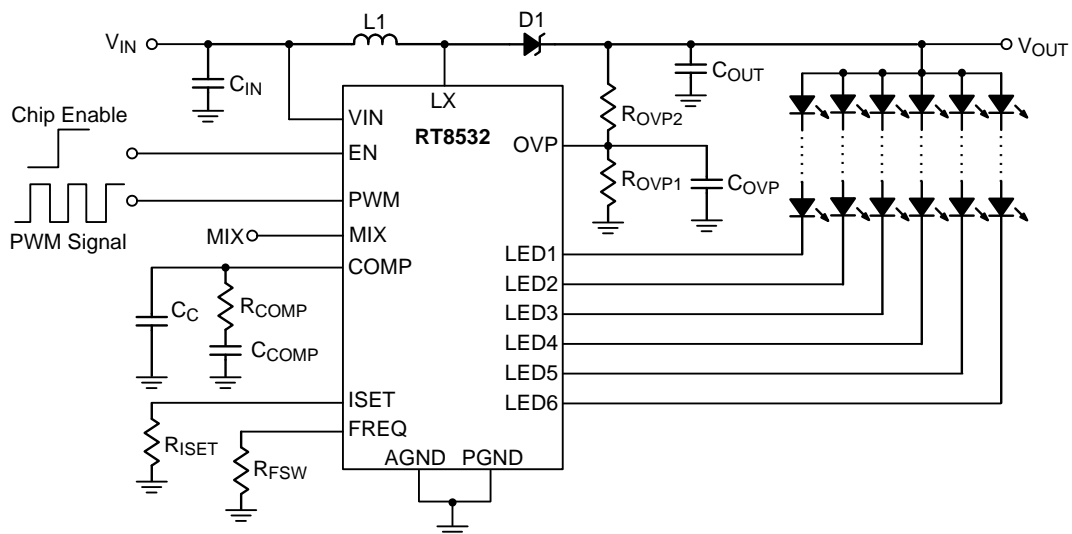 L1
D1
VIN
VOUT
CIN
COUT
LX
Chip Enable
VIN
RT8532
ROVP2
EN
OVP
ROVP1
COVP
PWM
PWM Signal
MIX
MIX
LED1
COMP
LED2
CC
RCOMP
LED3
CCOMP
LED4
LED5
ISET
LED6
FREQ
RISET
RFSW
AGND
PGND